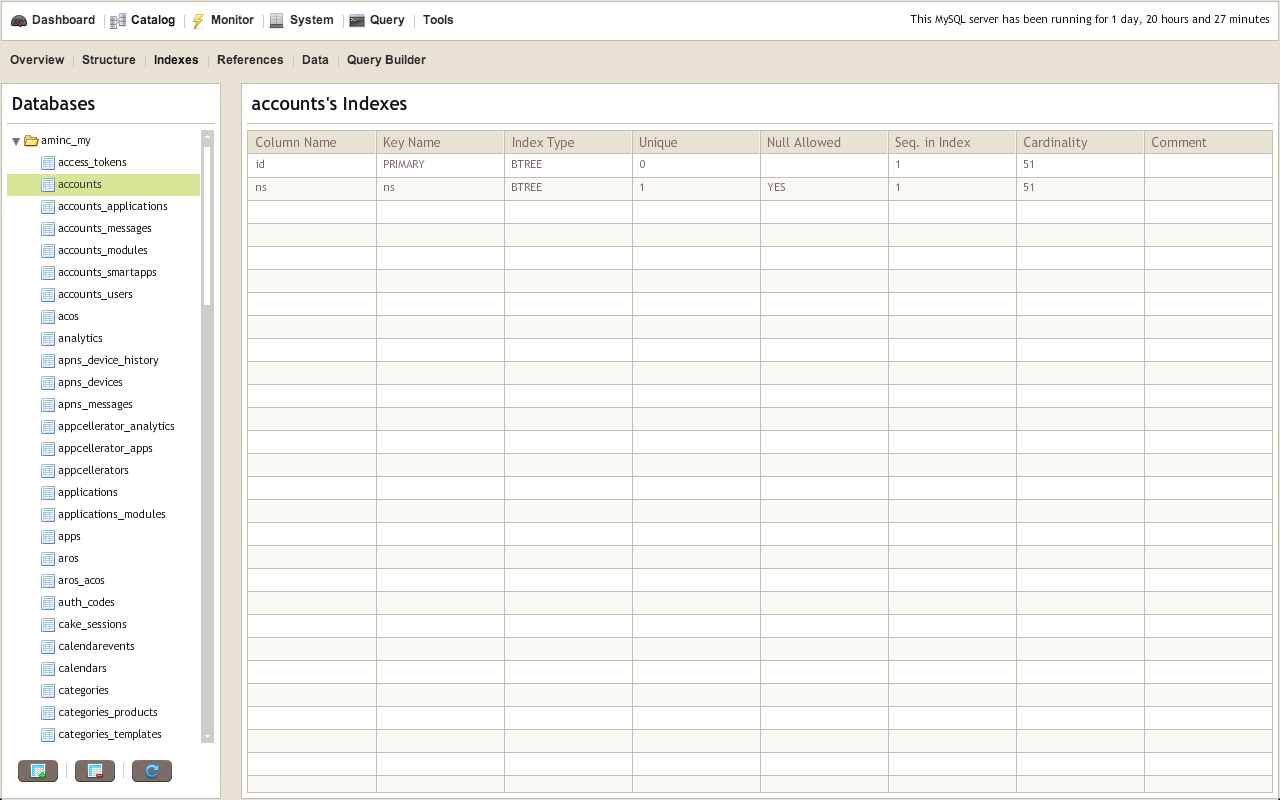 Dashboard Catalog Monitor System Query Tools This MySQL server has been running for 1 day, 20 hours and 27 minutes
Overview Structure Indexes References Data Query Builder
Databases
aminc_my
access_tokens
accounts
accounts_applications
accounts_messages
accounts_modules
accounts_smartapps
accounts_users
acos
analytics
apns_device_history
apns_devices
apns_messages
appcellerator_analytics
appcellerator_apps
appcellerators
applications
applications_modules
apps
aros
aros_acos
auth_codes
cake_sessions
calendarevents
calendars
categories
categories_products
categories_templates
accounts's Indexes
Column Name Key Name Index Type Unique Null Allowed Seq. in Index Cardinality Comment
id PRIMARY BTREE 0 1 51
ns ns BTREE 1 YES 1 51